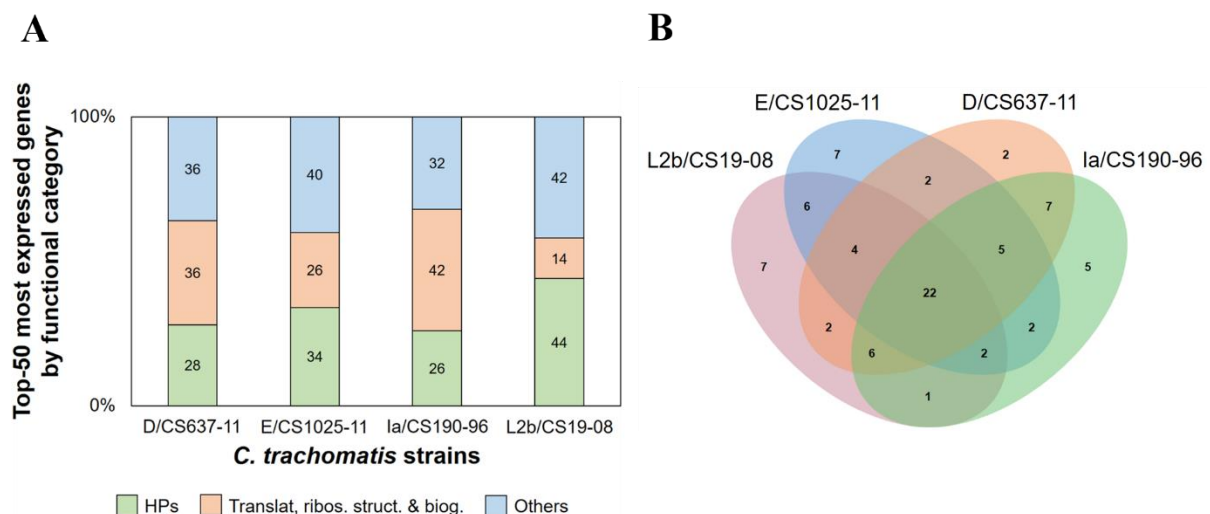 A
Top-50 most expressed genes
by functional category
100%
0%
36
40
32
42
36
26
42
14
28
34
26
44
D/CS637-11
E/CS1025-11
Ia/CS190-96
L2b/CS19-08
C. trachomatis strains
HPs
Translat, ribos. struct. & biog.
Others
B
E/CS1025-11
D/CS637-11
L2b/CS19-08
Ia/CS190-96
7
2
2
6
7
4
5
7
5
22
2
2
6
2
1